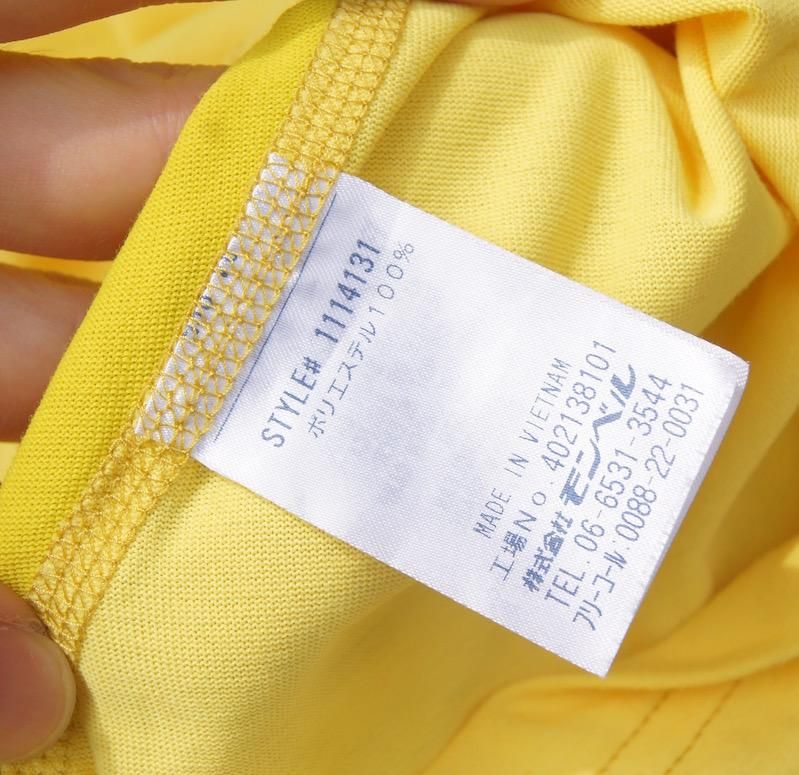 STYLE# 1114131
ポリエステル100%
MADE IN VIETNAM
工場No.402138101
株式会社モンベル
TEL. 06-6531-3544
フリーコール:0088-22-0031